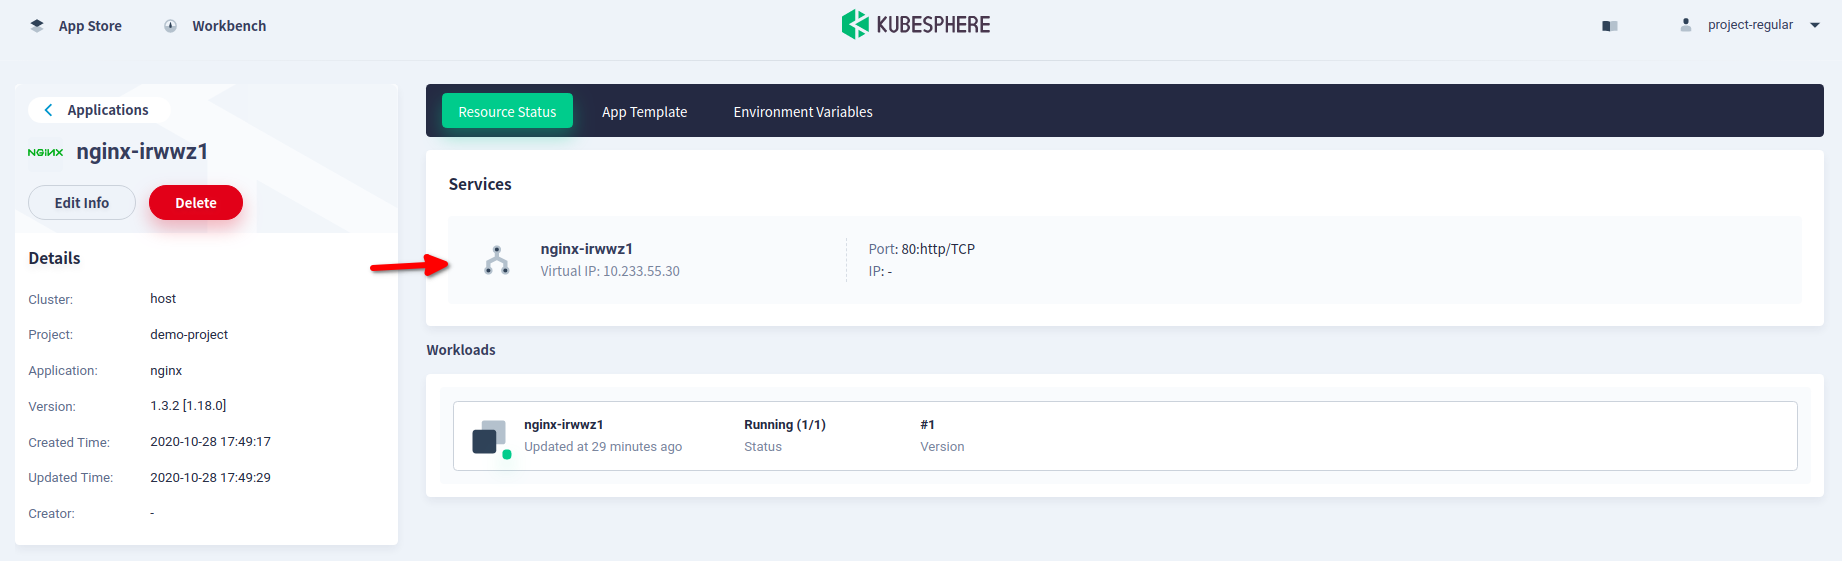 App Store
Workbench
KUBESPHERE
project-regular
Applications
NGINX nginx-irwwz1
Edit Info
Delete
Details
Cluster: host
Project: demo-project
Application: nginx
Version: 1.3.2 [1.18.0]
Created Time: 2020-10-28 17:49:17
Updated Time: 2020-10-28 17:49:29
Creator: -
Resource Status
App Template
Environment Variables
Services
nginx-irwwz1
Virtual IP: 10.233.55.30
Port: 80:http/TCP
IP: -
Workloads
nginx-irwwz1
Updated at 29 minutes ago
Running (1/1)
Status
#1
Version